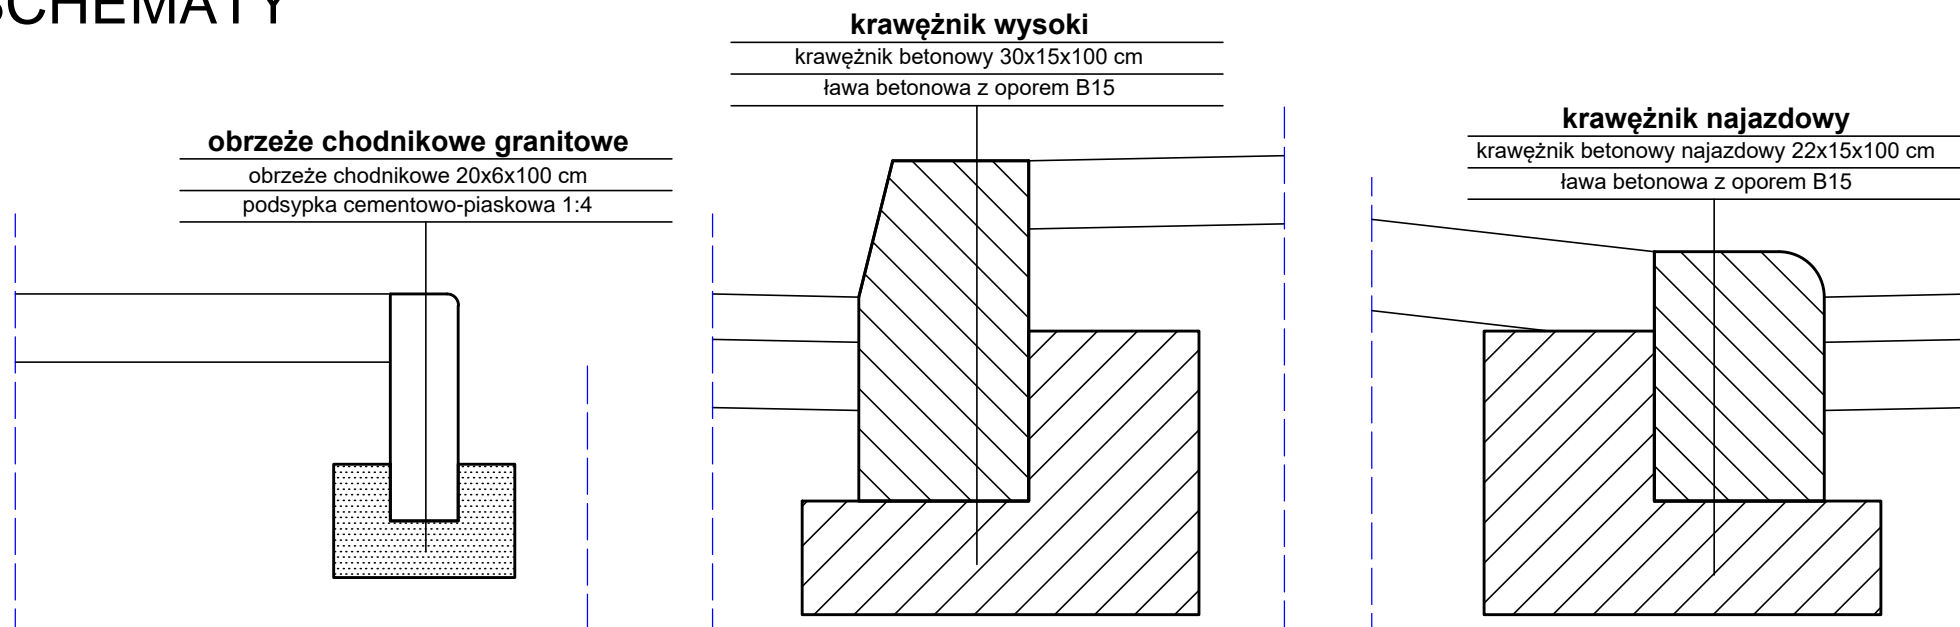 SCHEMATY
obrzeże chodnikowe granitowe
obrzeże chodnikowe 20x6x100 cm
podsypka cementowo-piaskowa 1:4
krawężnik wysoki
krawężnik betonowy 30x15x100 cm
ława betonowa z oporem B15
krawężnik najazdowy
krawężnik betonowy najazdowy 22x15x100 cm
ława betonowa z oporem B15